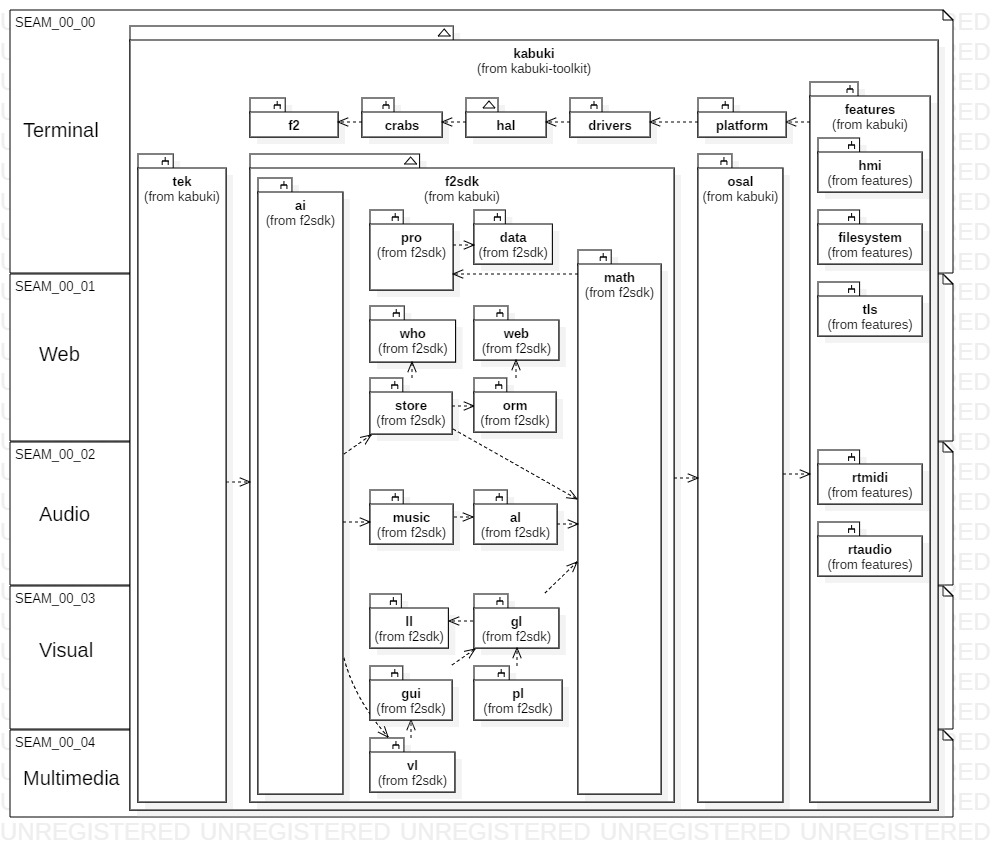 SEAM_00_00
Terminal
kabuki
(from kabuki-toolkit)
f2
crabs
hal
drivers
platform
features
(from kabuki)
hmi
(from features)
filesystem
(from features)
tls
(from features)
rtmidi
(from features)
rtaudio
(from features)
tek
(from kabuki)
f2sdk
(from kabuki)
osal
(from kabuki)
ai
(from f2sdk)
pro
(from f2sdk)
data
(from f2sdk)
math
(from f2sdk)
SEAM_00_01
Web
who
(from f2sdk)
web
(from f2sdk)
store
(from f2sdk)
orm
(from f2sdk)
SEAM_00_02
Audio
music
(from f2sdk)
al
(from f2sdk)
SEAM_00_03
Visual
ll
(from f2sdk)
gl
(from f2sdk)
gui
(from f2sdk)
pl
(from f2sdk)
SEAM_00_04
Multimedia
vl
(from f2sdk)
UNREGISTERED UNREGISTERED UNREGISTERED UNREGISTERED UNREGISTERED